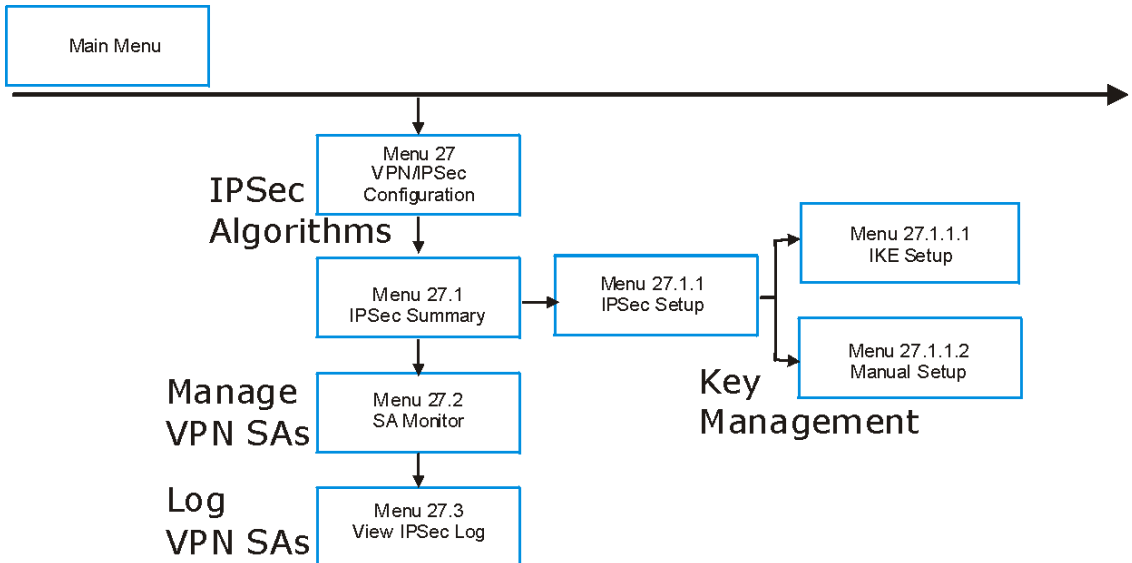 Main Menu
Menu 27
VPN/IPSec
Configuration
IPSec
Algorithms
Menu 27.1
IPSec Summary
Menu 27.1.1
IPSec Setup
Menu 27.1.1.1
IKE Setup
Menu 27.1.1.2
Manual Setup
Key
Management
Manage
VPN SAs
Menu 27.2
SA Monitor
Log
VPN SAs
Menu 27.3
View IPSec Log